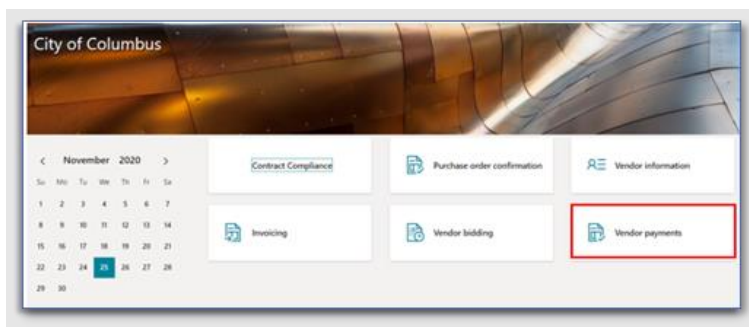 City of Columbus
November 2020
Su Mo Tu We Th Fr Sa
1 2 3 4 5 6 7
8 9 10 11 12 13 14
15 16 17 18 19 20 21
22 23 24 25 26 27 28
29 30
Contract Compliance
Purchase order confirmation
Vendor information
Invoicing
Vendor bidding
Vendor payments